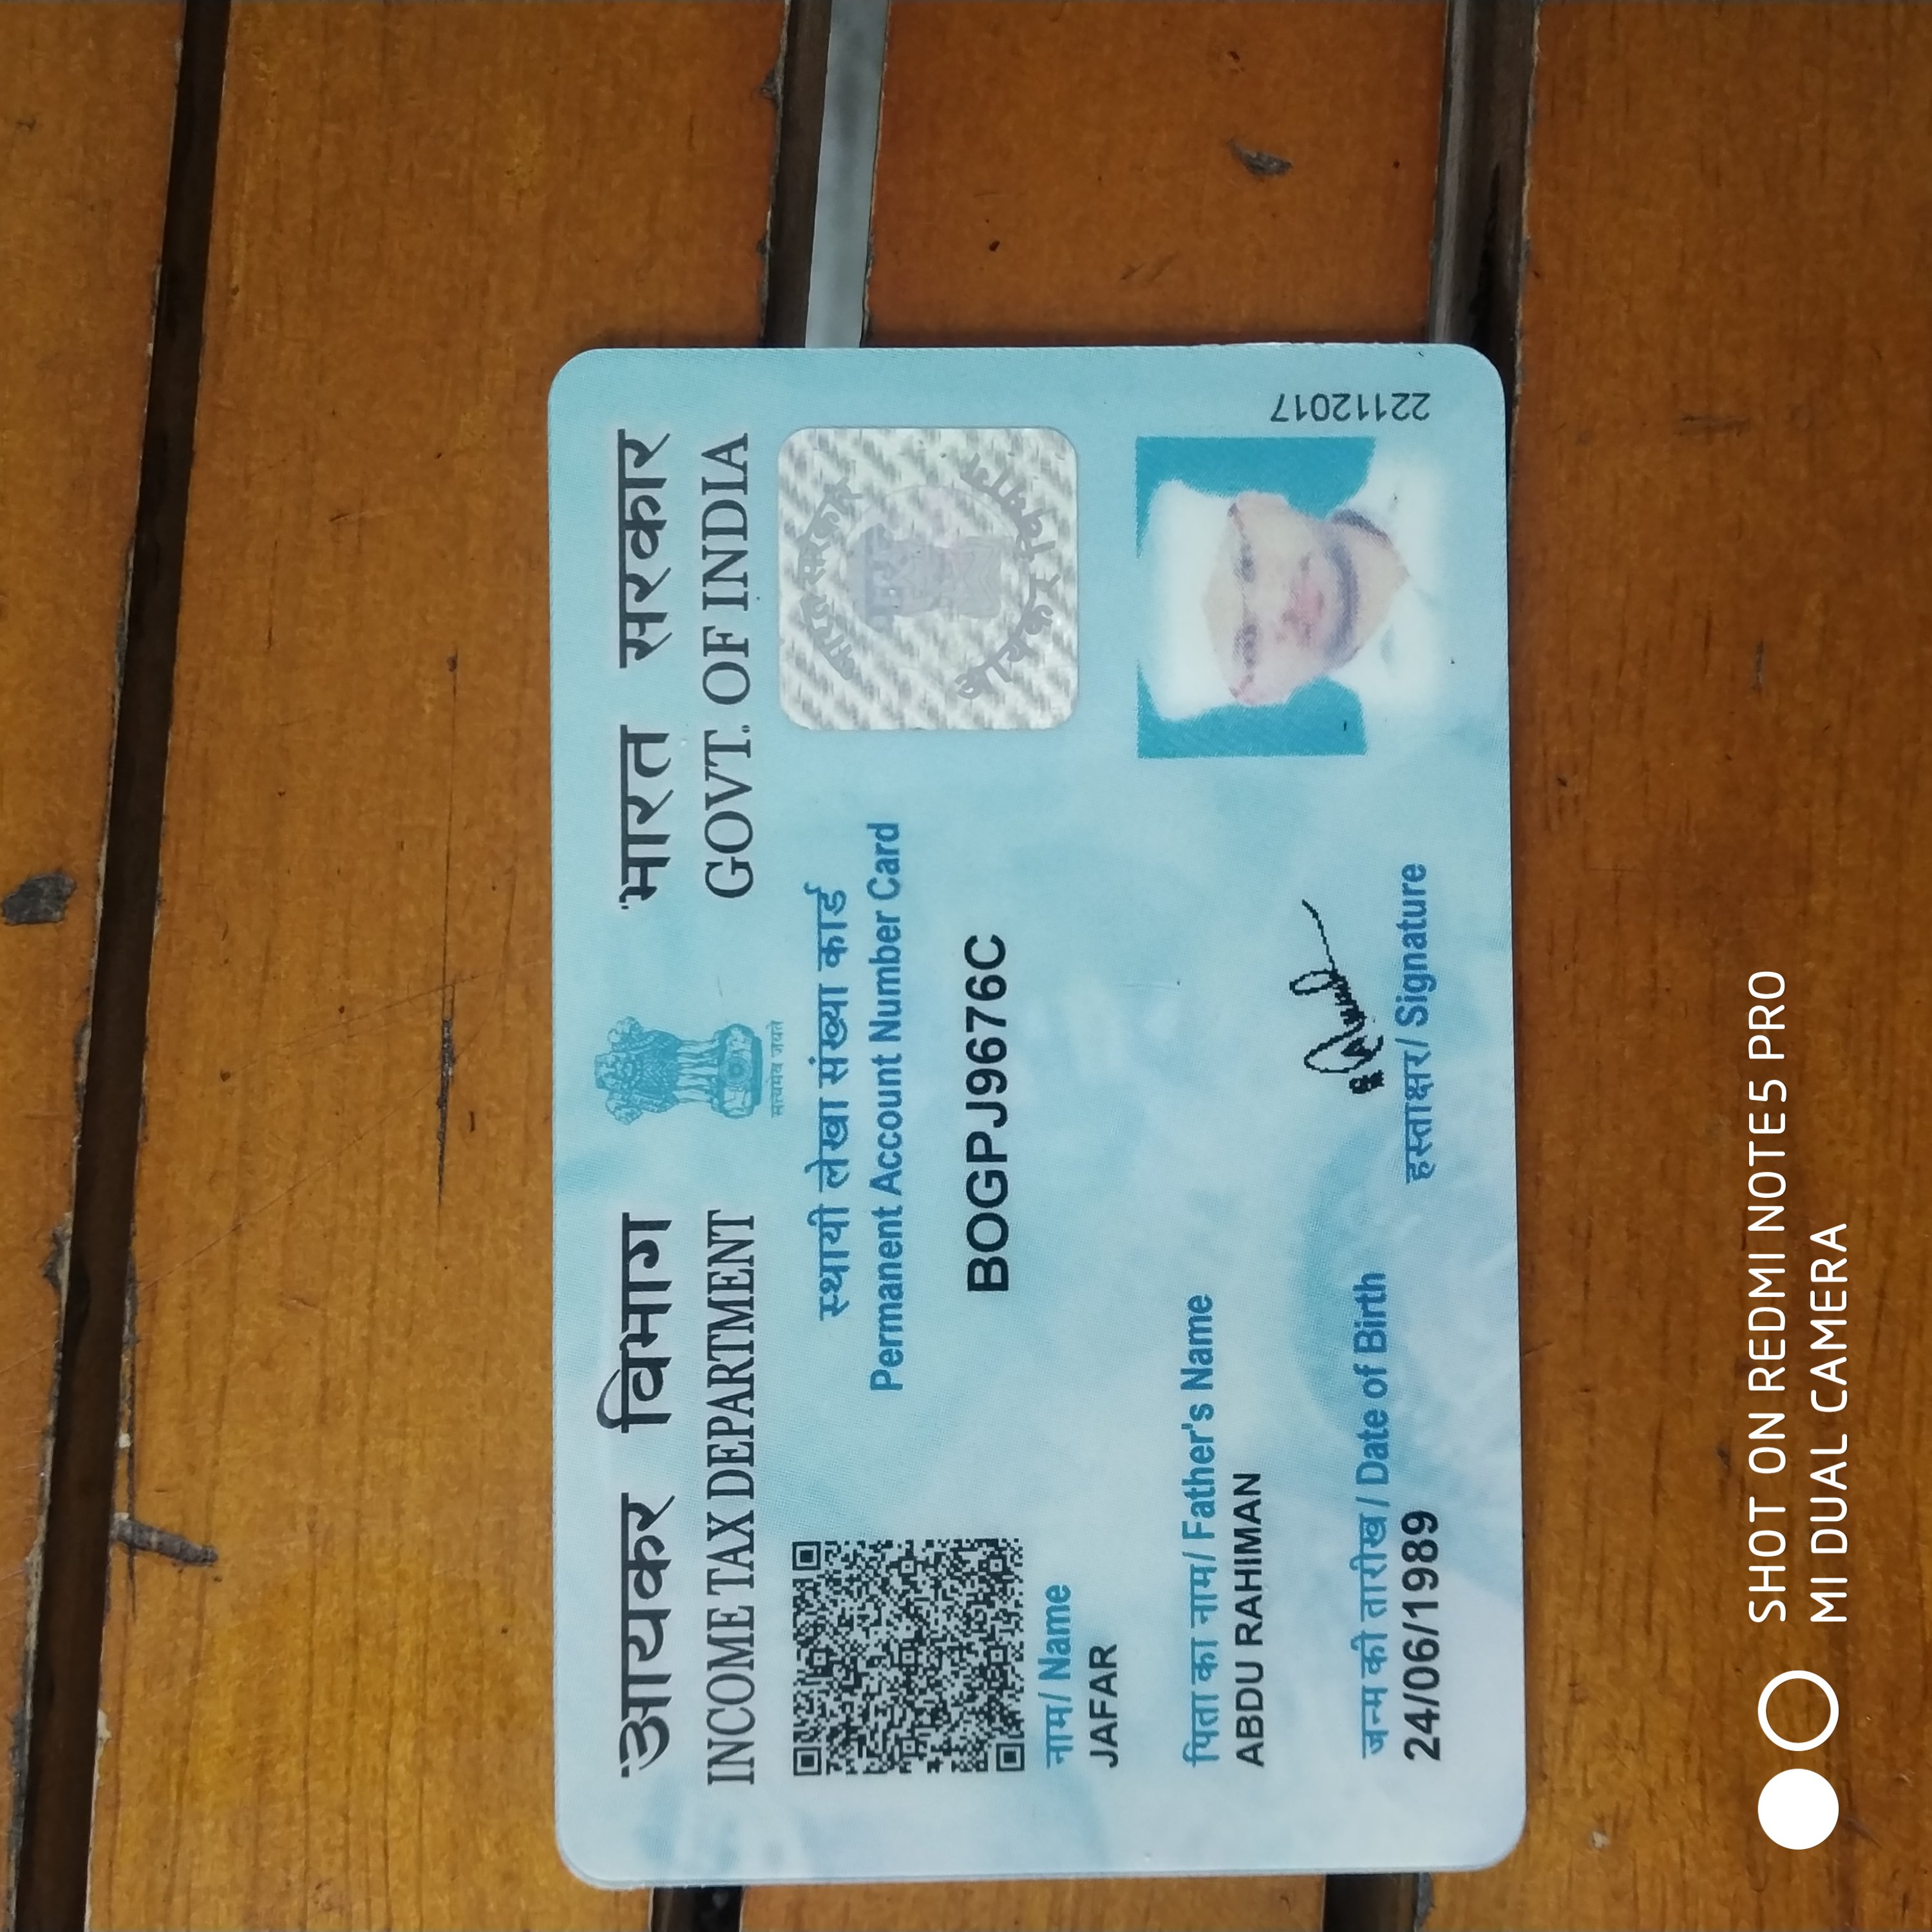 आयकर विभाग
INCOME TAX DEPARTMENT
सत्यमेव जयते
भारत सरकार
GOVT. OF INDIA
स्थायी लेखा संख्या कार्ड
Permanent Account Number Card
BOGPJ9676C
भारत सरकार
भारत
आयकर विभाग
नाम/ Name
JAFAR
पिता का नाम/ Father's Name
ABDU RAHIMAN
जन्म की तारीख / Date of Birth
24/06/1989
हस्ताक्षर/ Signature
22112017
SHOT ON REDMI NOTE5 PRO
MI DUAL CAMERA